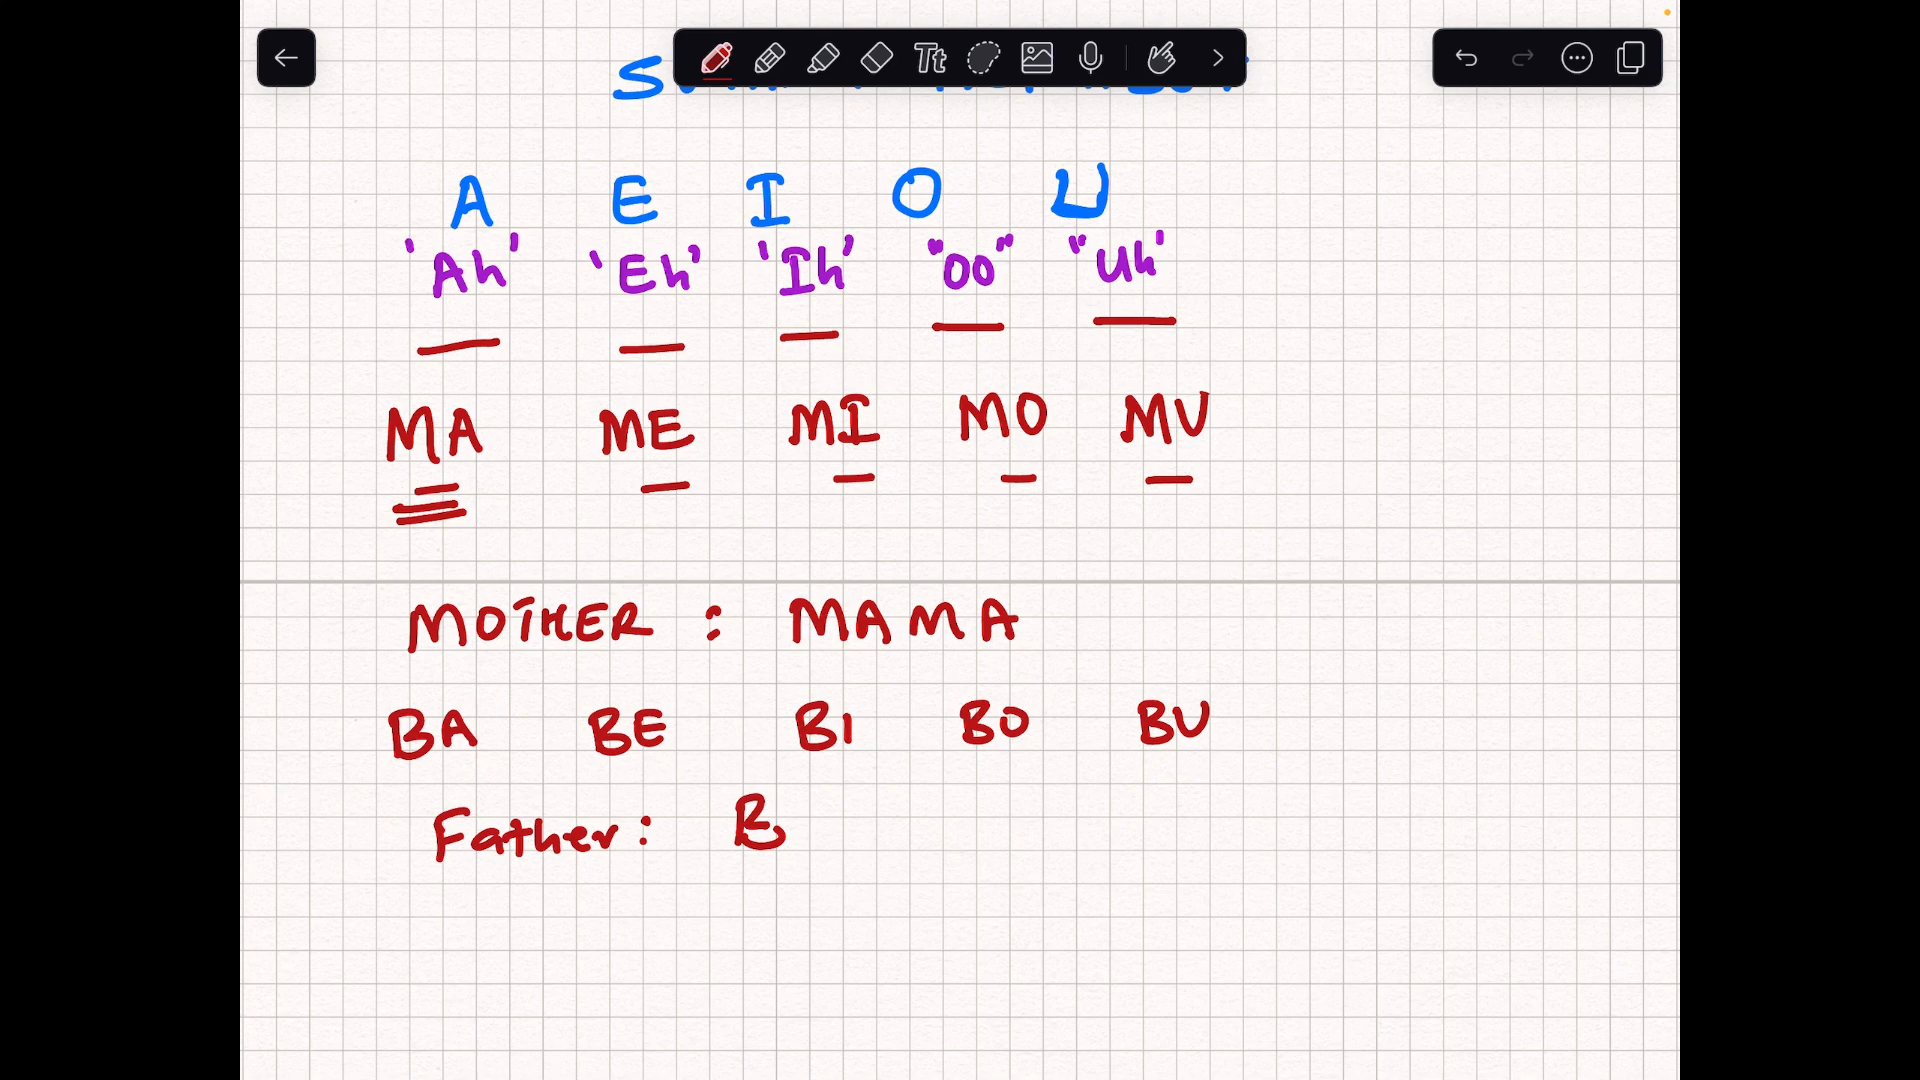 A E I O U
'Ah' 'Eh' 'Ih' "OO" "Uh'
MA ME MI MO MU
MOTHER : MAMA
BA BE BI BO BU
Father: B